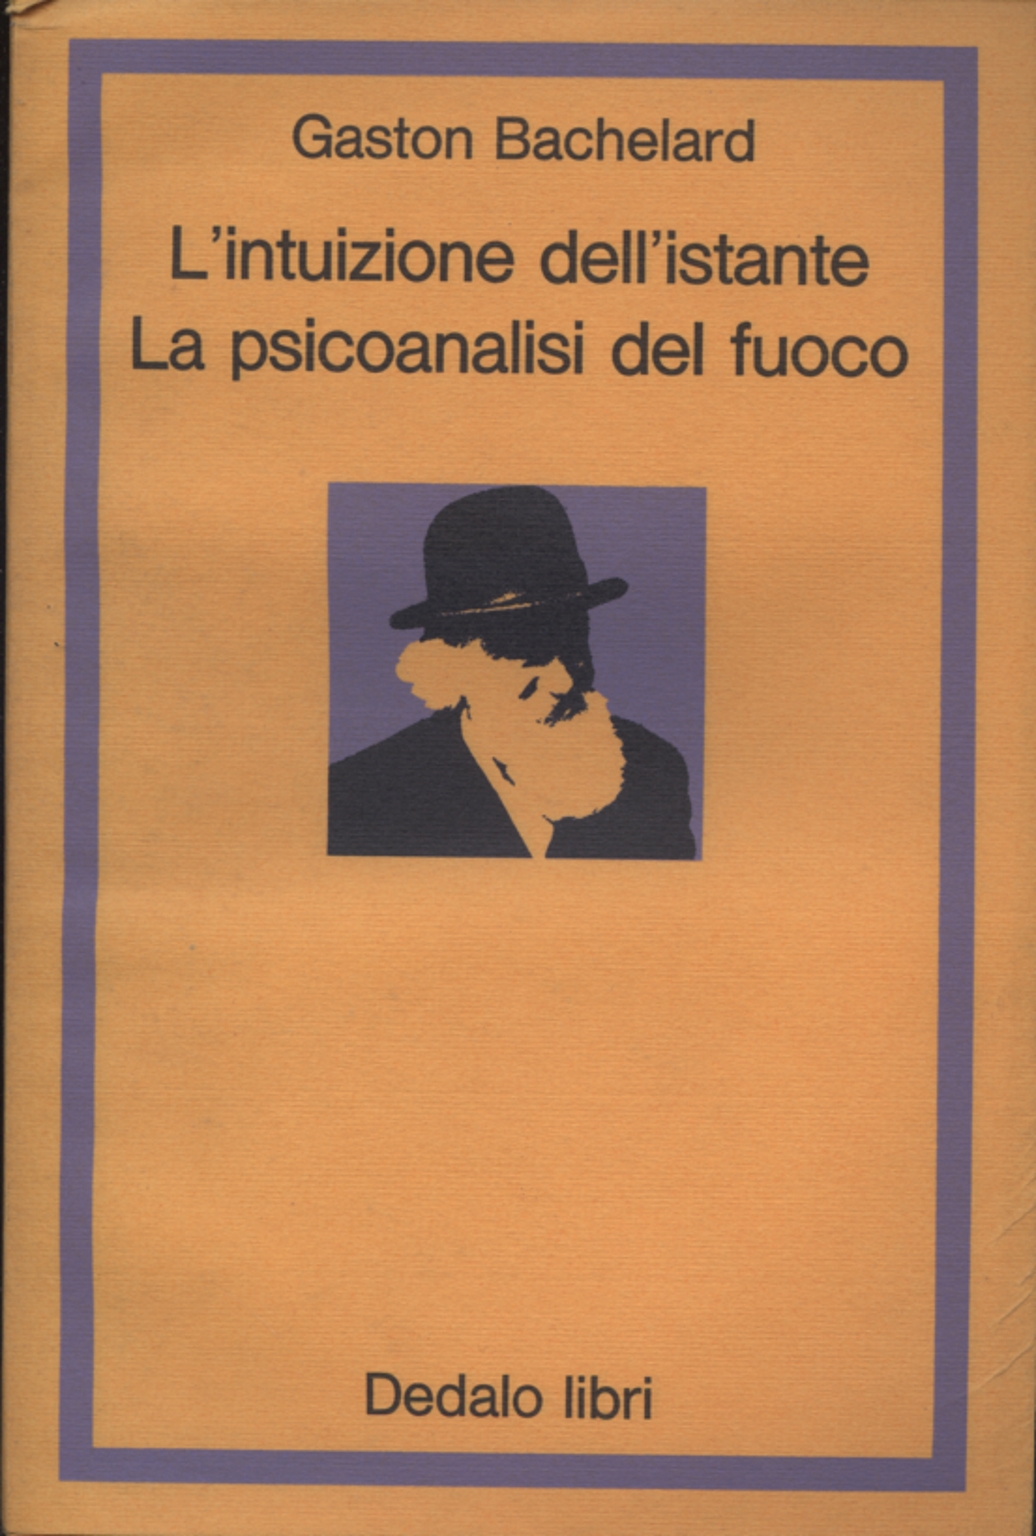 Gaston Bachelard
L'intuizione dell'istante
La psicoanalisi del fuoco
Dedalo libri